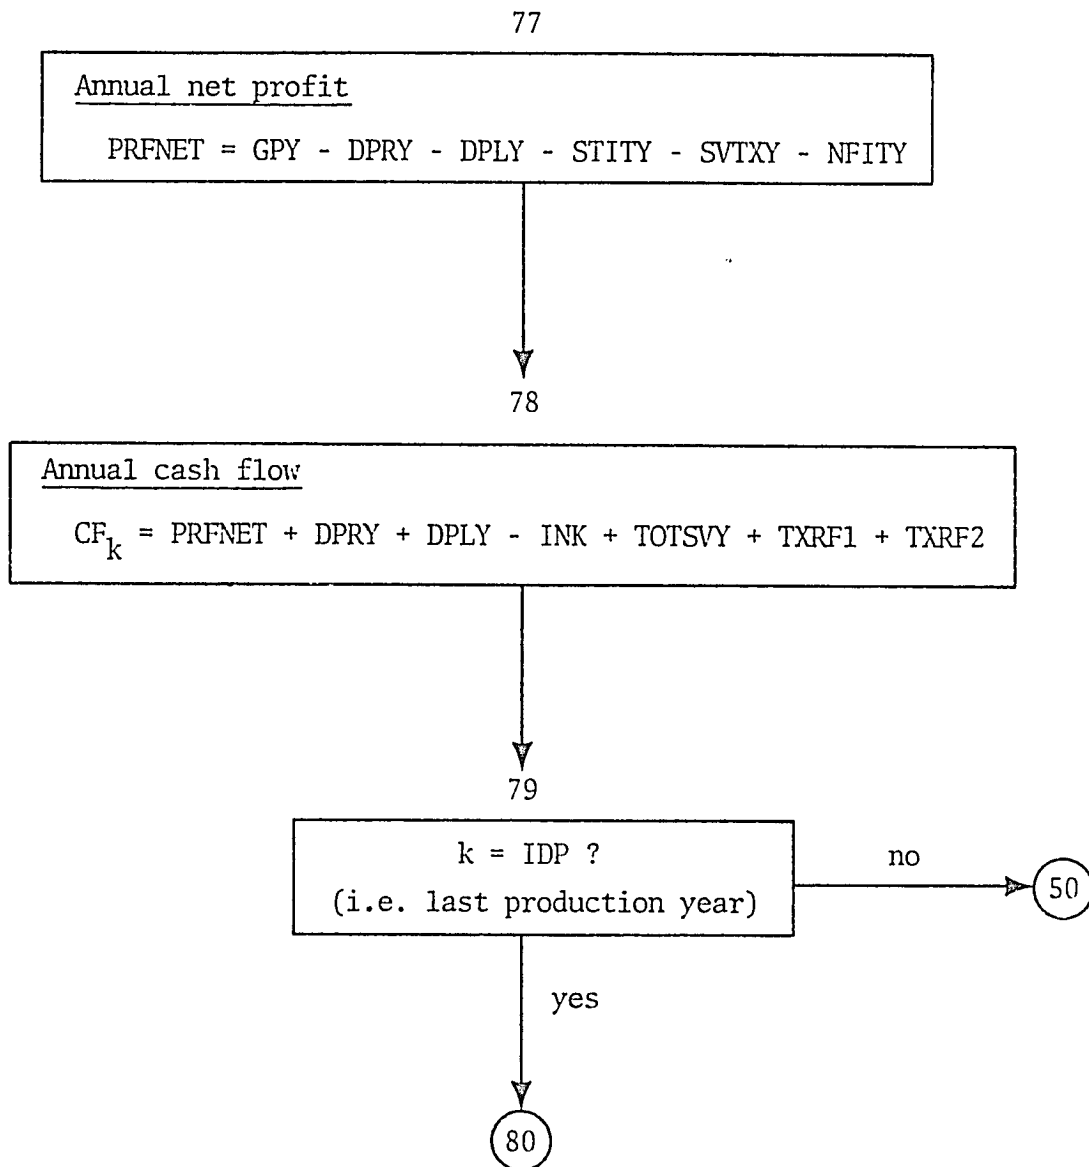 77
Annual net profit
PRFNET = GPY - DPRY - DPLY - STITY - SVTXY - NFITY
78
Annual cash flow
CF_k = PRFNET + DPRY + DPLY - INK + TOTSVY + TXRF1 + TXRF2
79
k = IDP ?
(i.e. last production year)
no
50
yes
80